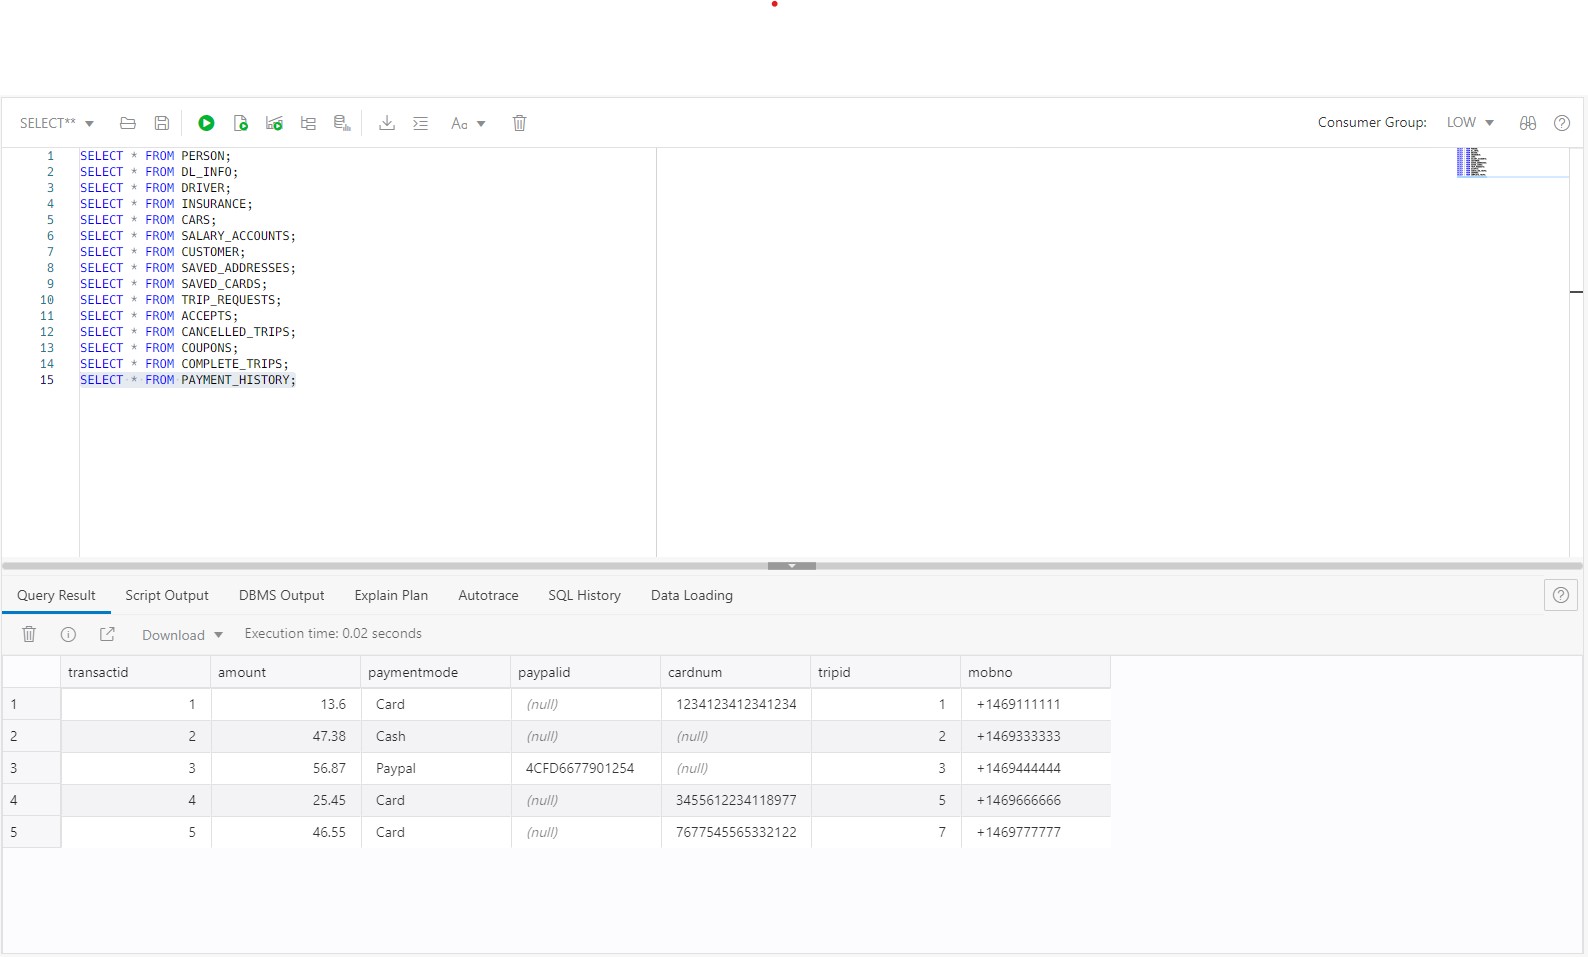 SELECT** Aa Consumer Group: LOW
1 SELECT * FROM PERSON;
2 SELECT * FROM DL_INFO;
3 SELECT * FROM DRIVER;
4 SELECT * FROM INSURANCE;
5 SELECT * FROM CARS;
6 SELECT * FROM SALARY_ACCOUNTS;
7 SELECT * FROM CUSTOMER;
8 SELECT * FROM SAVED_ADDRESSES;
9 SELECT * FROM SAVED_CARDS;
10 SELECT * FROM TRIP_REQUESTS;
11 SELECT * FROM ACCEPTS;
12 SELECT * FROM CANCELLED_TRIPS;
13 SELECT * FROM COUPONS;
14 SELECT * FROM COMPLETE_TRIPS;
15 SELECT * FROM PAYMENT_HISTORY;
Query Result Script Output DBMS Output Explain Plan Autotrace SQL History Data Loading
Download Execution time: 0.02 seconds
transactid amount paymentmode paypalid cardnum tripid mobno
1 1 13.6 Card (null) 1234123412341234 1 +1469111111
2 2 47.38 Cash (null) (null) 2 +1469333333
3 3 56.87 Paypal 4CFD6677901254 (null) 3 +1469444444
4 4 25.45 Card (null) 3455612234118977 5 +1469666666
5 5 46.55 Card (null) 7677545565332122 7 +1469777777